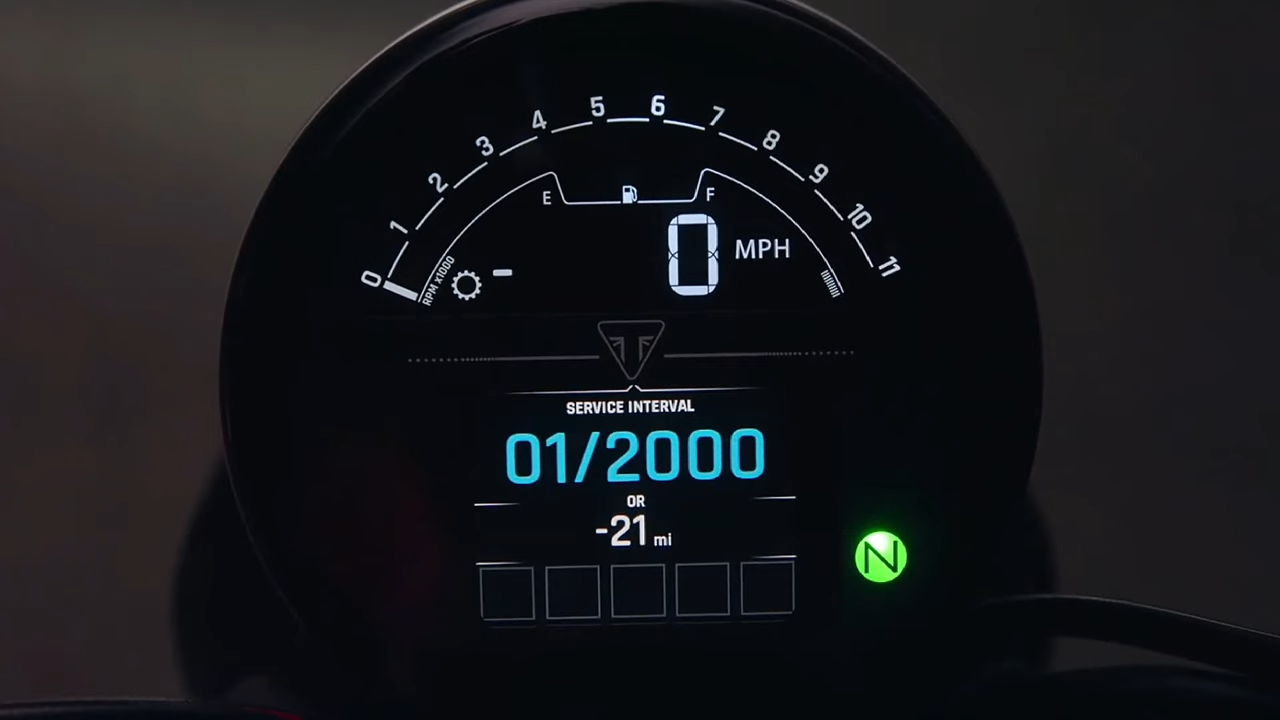 0 1 2 3 4 5 6 7 8 9 10 11
E F
RPM x1000
- 0 MPH
SERVICE INTERVAL
01/2000
OR
-21 mi
N